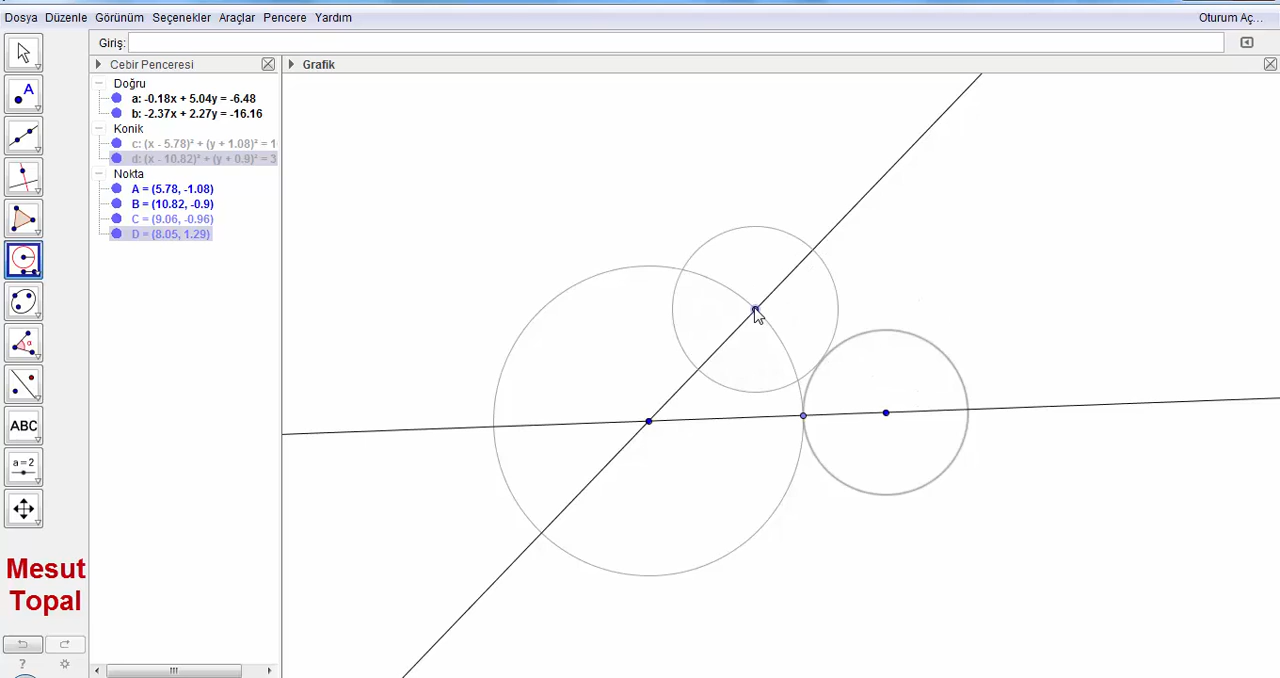 Dosya Düzenle Görünüm Seçenekler Araçlar Pencere Yardım Oturum Aç...
Giriş:
Cebir Penceresi
Grafik
Doğru
a: -0.18x + 5.04y = -6.48
b: -2.37x + 2.27y = -16.16
Konik
c: (x - 5.78)² + (y + 1.08)² = 1
d: (x - 10.82)² + (y + 0.9)² = 3
Nokta
A = (5.78, -1.08)
B = (10.82, -0.9)
C = (9.06, -0.96)
D = (8.05, 1.29)
A
α
ABC
a=2
Mesut
Topal
?